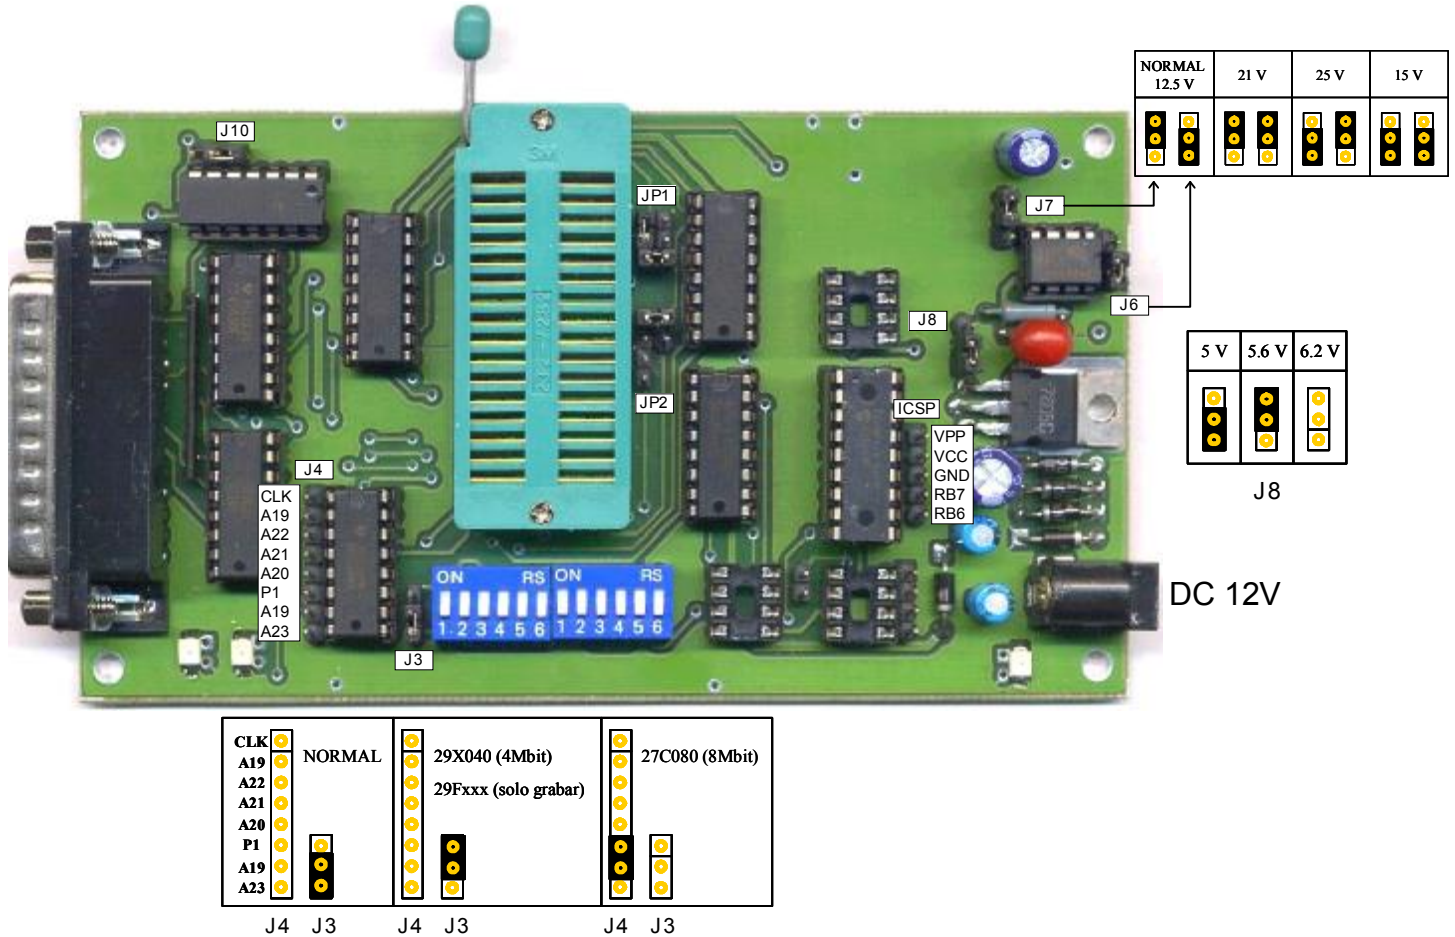 NORMAL 12.5 V
21 V
25 V
15 V
J10
JP1
J7
J6
J8
JP2
5 V
5.6 V
6.2 V
J8
ICSP
VPP
VCC
GND
RB7
RB6
J4
CLK
A19
A22
A21
A20
P1
A19
A23
ON RS
1 2 3 4 5 6
ON RS
1 2 3 4 5 6
J3
DC 12V
CLK
A19
A22
A21
A20
P1
A19
A23
NORMAL
29X040 (4Mbit)
29Fxxx (solo grabar)
27C080 (8Mbit)
J4 J3
J4 J3
J4 J3